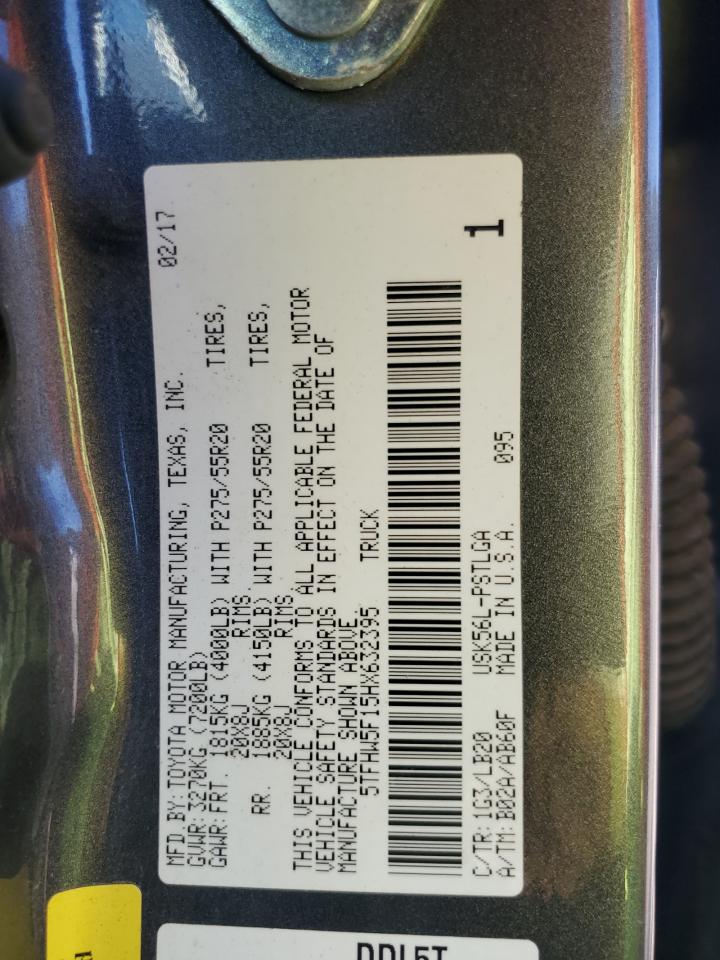 MFD BY: TOYOTA MOTOR MANUFACTURING, TEXAS, INC. 02/17
GVWR: 3270KG (7200LB)
GAWR: FRT. 1815KG (4000LB) WITH P275/55R20 TIRES,
20X8J RIMS.
RR. 1885KG (4150LB) WITH P275/55R20 TIRES,
20X8J RIMS.
THIS VEHICLE CONFORMS TO ALL APPLICABLE FEDERAL MOTOR
VEHICLE SAFETY STANDARDS IN EFFECT ON THE DATE OF
MANUFACTURE SHOWN ABOVE.
5TFHW5F15HX632395 TRUCK
1
C/TR: 1G3/LB20 USK56L-PSTLGA
A/TM: B02A/AB60F MADE IN U.S.A. 095